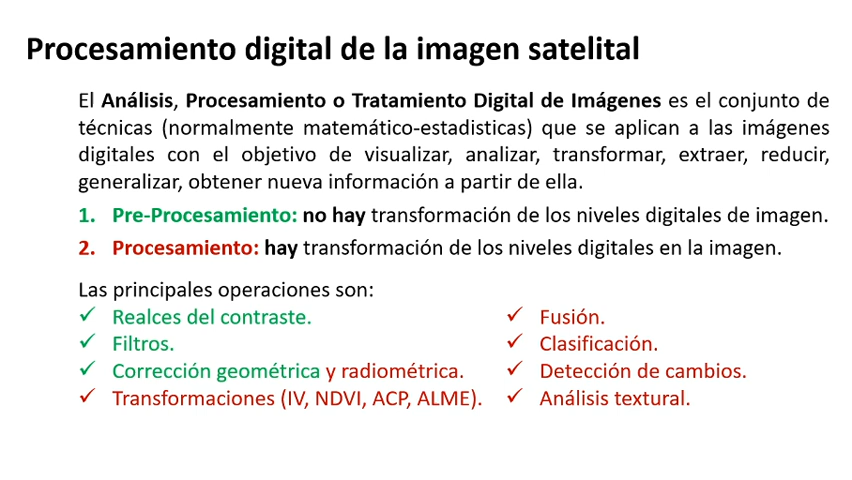 Procesamiento digital de la imagen satelital
El Análisis, Procesamiento o Tratamiento Digital de Imágenes es el conjunto de
técnicas (normalmente matemático-estadisticas) que se aplican a las imágenes
digitales con el objetivo de visualizar, analizar, transformar, extraer, reducir,
generalizar, obtener nueva información a partir de ella.
1. Pre-Procesamiento: no hay transformación de los niveles digitales de imagen.
2. Procesamiento: hay transformación de los niveles digitales en la imagen.
Las principales operaciones son:
✓ Realces del contraste.
✓ Filtros.
✓ Corrección geométrica y radiométrica.
✓ Transformaciones (IV, NDVI, ACP, ALME).
✓ Fusión.
✓ Clasificación.
✓ Detección de cambios.
✓ Análisis textural.